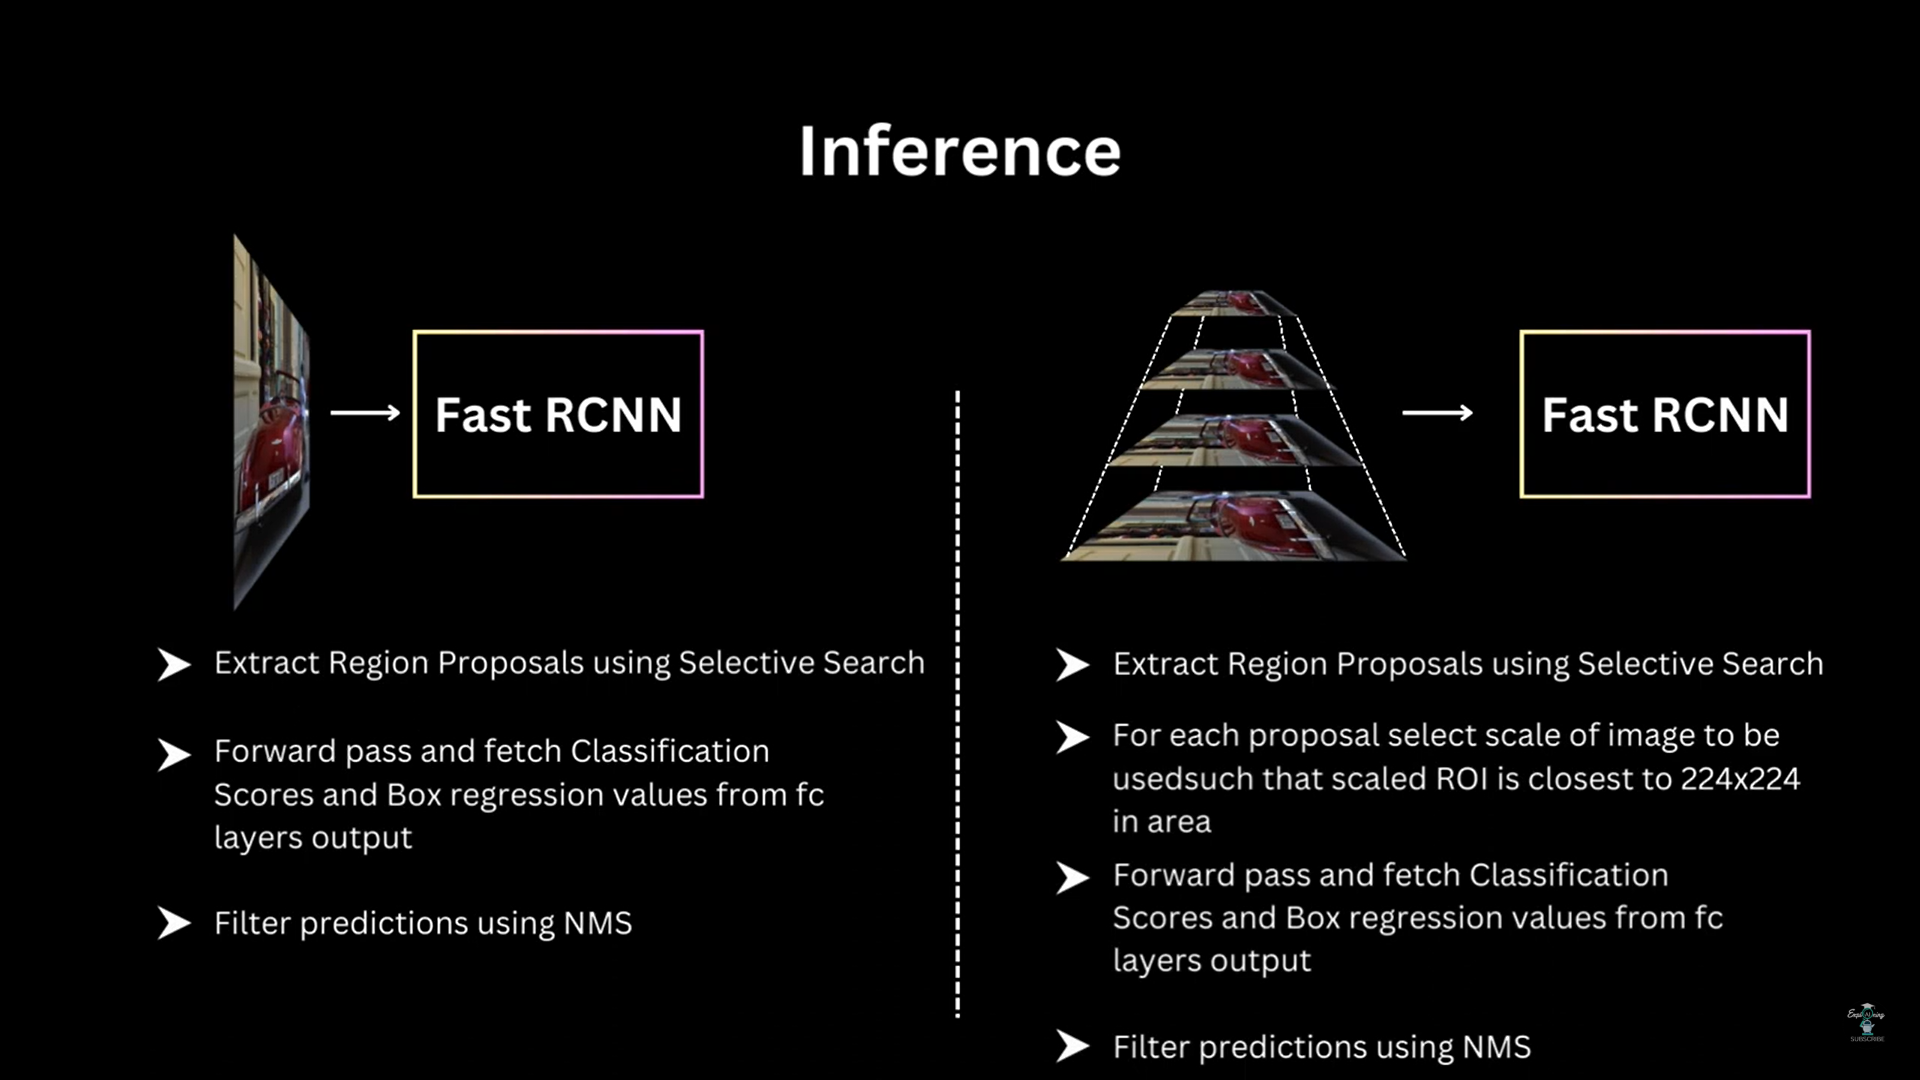 Inference
Fast RCNN
Extract Region Proposals using Selective Search
Forward pass and fetch Classification
Scores and Box regression values from fc
layers output
Filter predictions using NMS
Fast RCNN
Extract Region Proposals using Selective Search
For each proposal select scale of image to be
usedsuch that scaled ROI is closest to 224x224
in area
Forward pass and fetch Classification
Scores and Box regression values from fc
layers output
Filter predictions using NMS
SUBSCRIBE